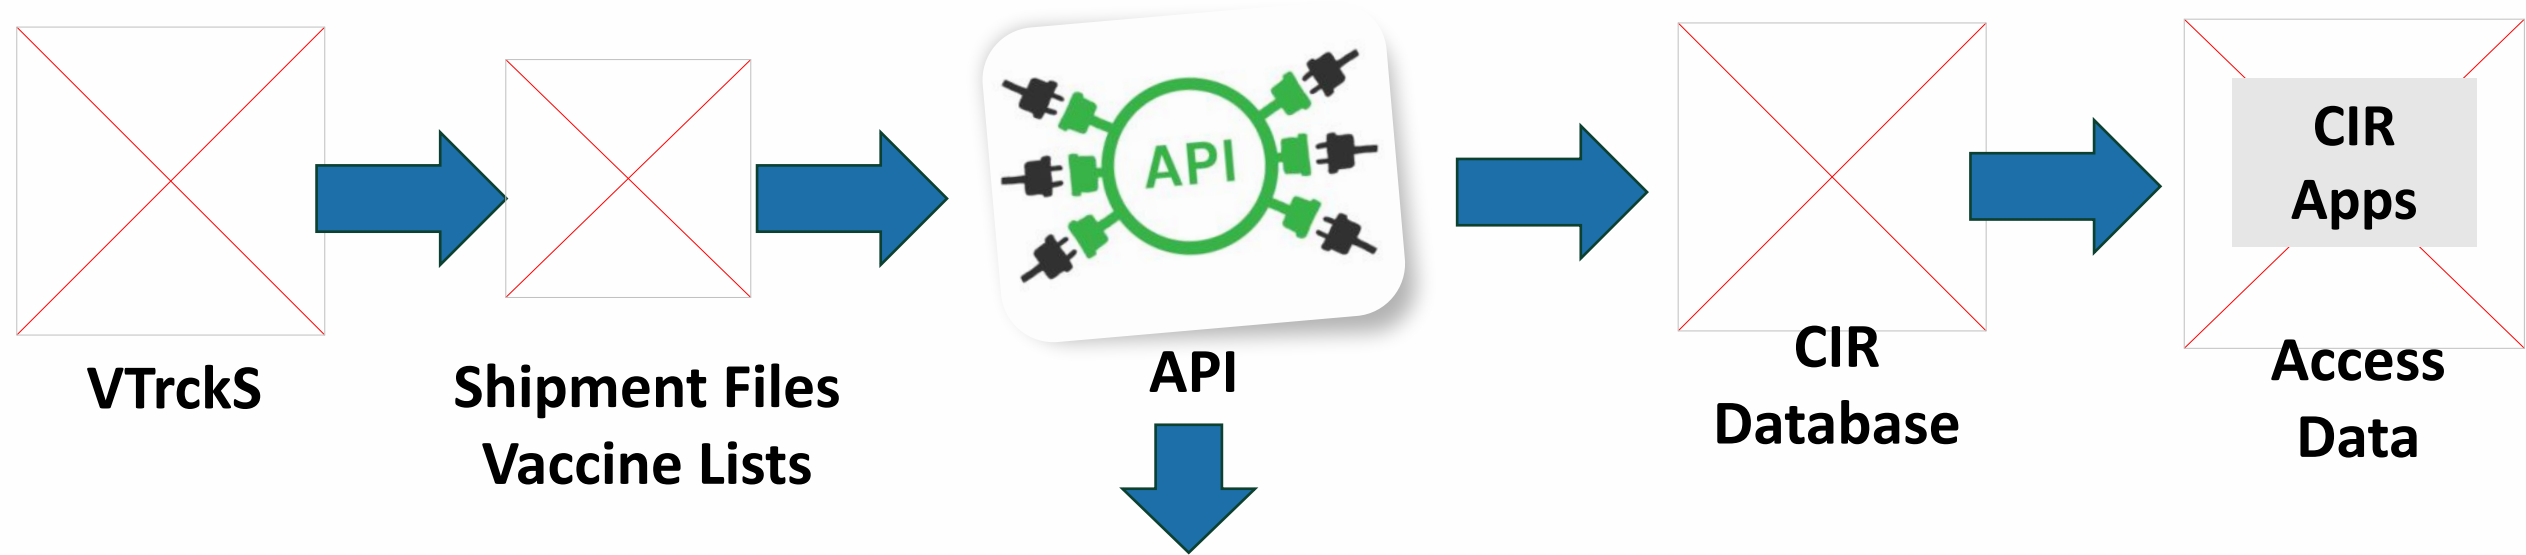 VTrckS
Shipment Files
Vaccine Lists
API
API
CIR
Database
CIR
Apps
Access
Data